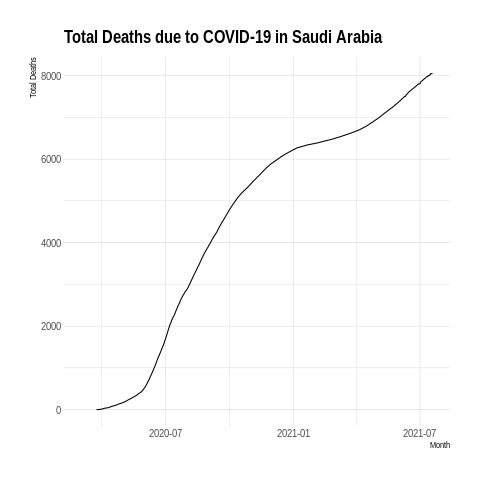 Total Deaths due to COVID-19 in Saudi Arabia
Total Deaths
8000
6000
4000
2000
0
2020-07
2021-01
2021-07
Month